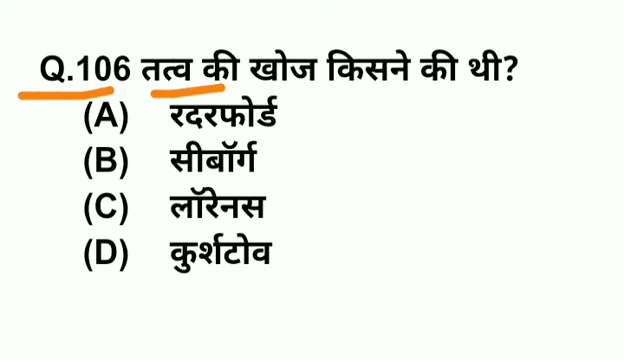 Q.106 तत्व की खोज किसने की थी?
(A) रदरफोर्ड
(B) सीबॉर्ग
(C) लॉरेनस
(D) कुर्शटोव